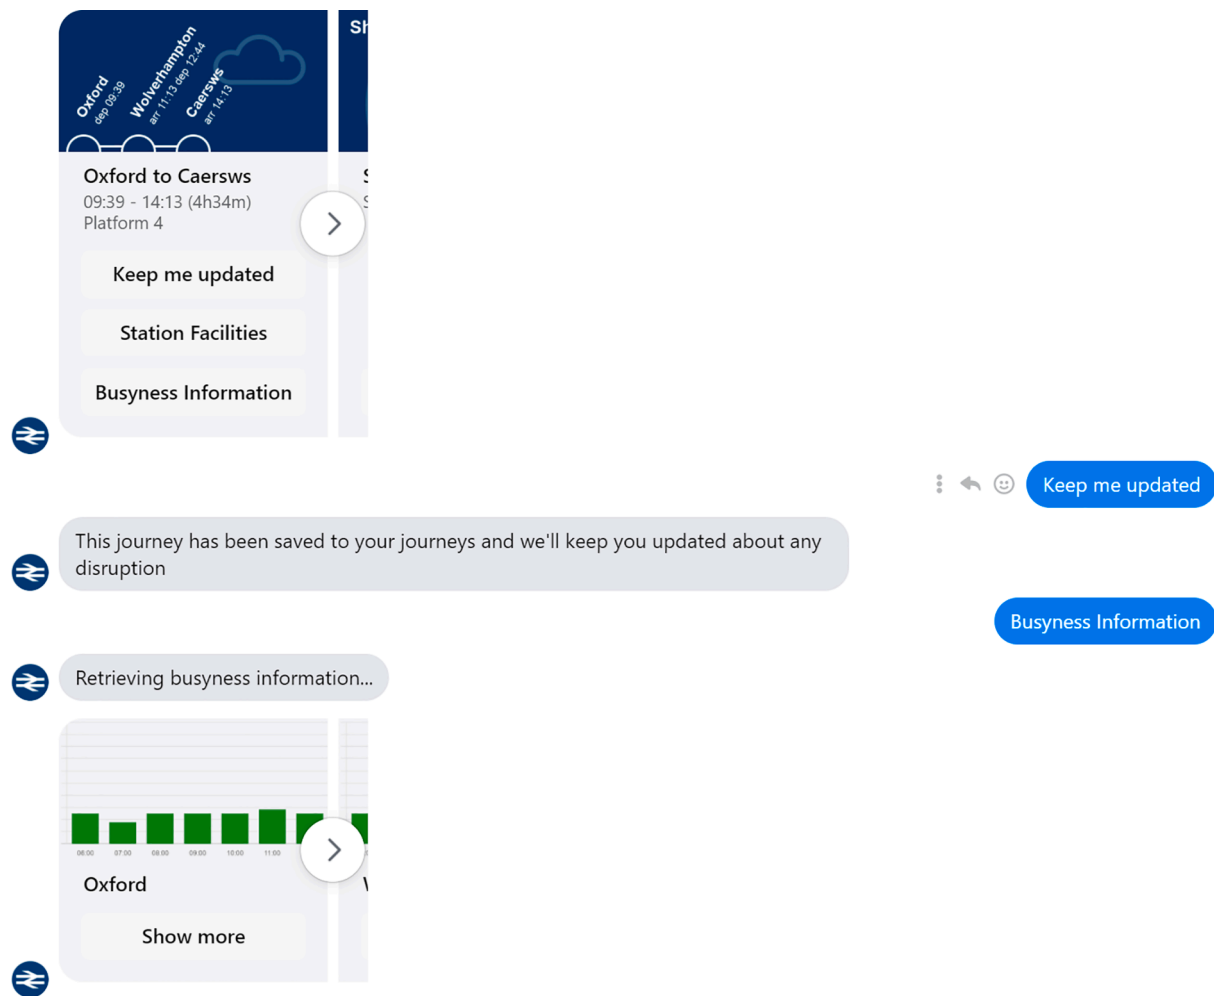 Oxford
dep 09:39
Wolverhampton
arr 11:13 dep 12:44
Caersws
arr 14:13
Sh
Oxford to Caersws
09:39 - 14:13 (4h34m)
Platform 4
Keep me updated
Station Facilities
Busyness Information
Keep me updated
This journey has been saved to your journeys and we'll keep you updated about any
disruption
Busyness Information
Retrieving busyness information...
06:00 07:00 08:00 09:00 10:00 11:00
Oxford
Show more